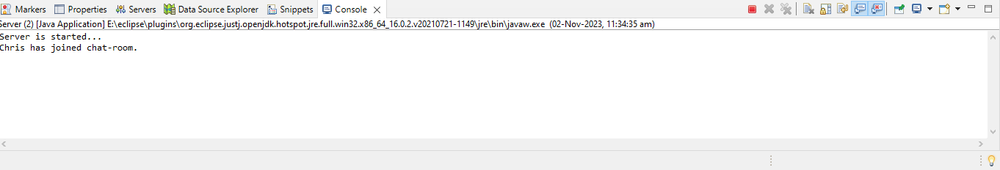 Markers Properties Servers Data Source Explorer Snippets Console
Server (2) [Java Application] E:\eclipse\plugins\org.eclipse.justj.openjdk.hotspot.jre.full.win32.x86_64_16.0.2.v20210721-1149\jre\bin\javaw.exe (02-Nov-2023, 11:34:35 am)
Server is started...
Chris has joined chat-room.